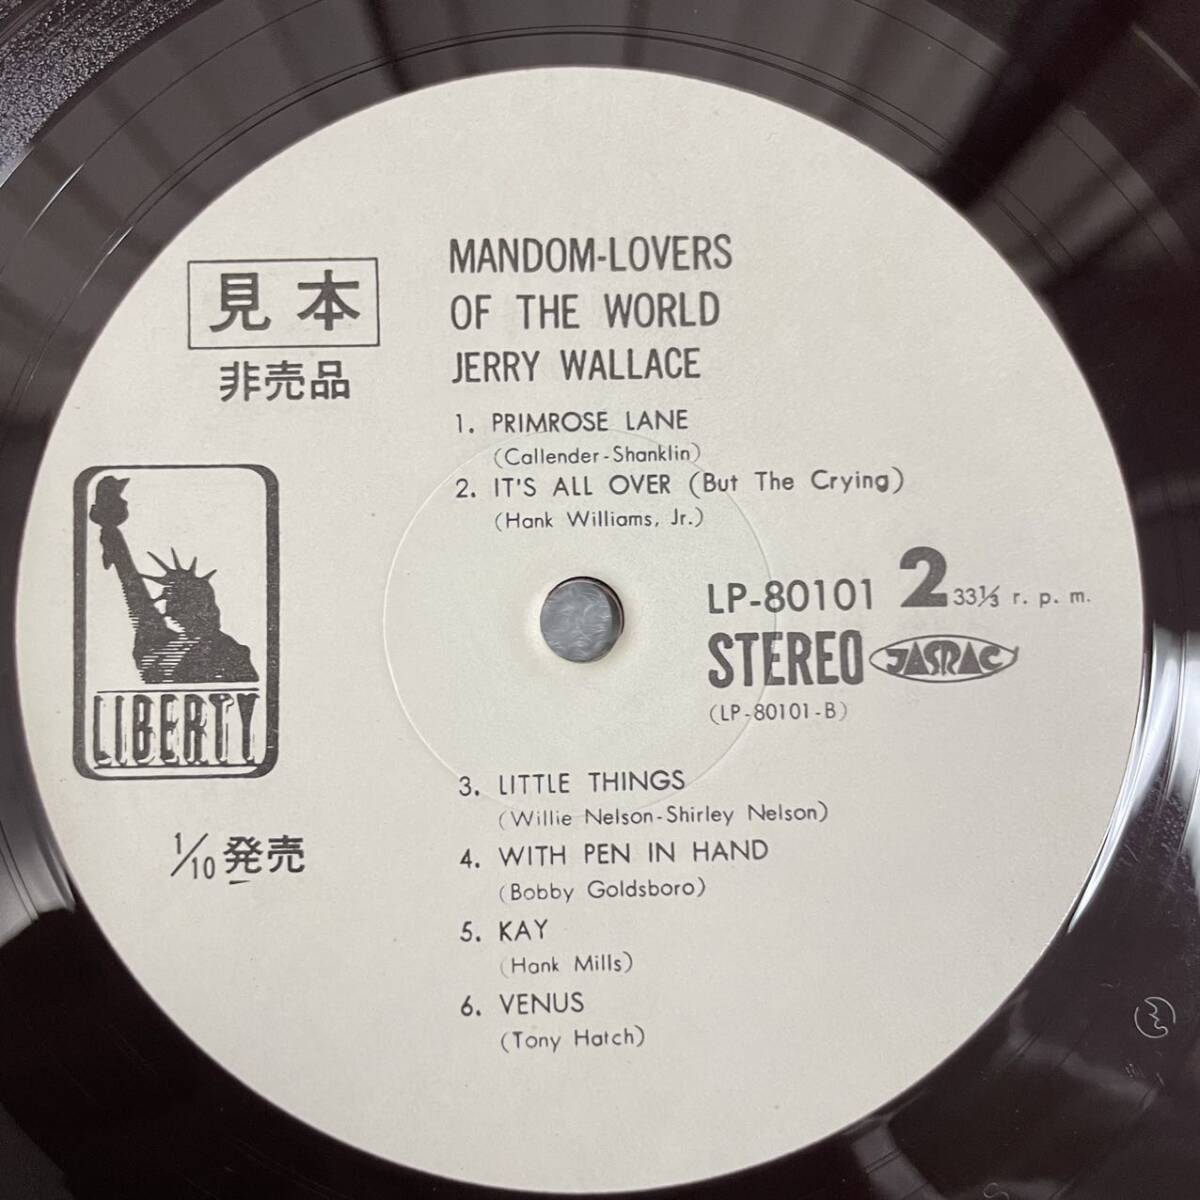 見本
非売品
MANDOM-LOVERS
OF THE WORLD
JERRY WALLACE
1. PRIMROSE LANE
(Callender-Shanklin)
2. IT'S ALL OVER (But The Crying)
(Hank Williams, Jr.)
LIBERTY
LP-80101 2 33⅓ r. p. m.
STEREO JASRAC
(LP-80101-B)
1/10 発売
3. LITTLE THINGS
(Willie Nelson-Shirley Nelson)
4. WITH PEN IN HAND
(Bobby Goldsboro)
5. KAY
(Hank Mills)
6. VENUS
(Tony Hatch)